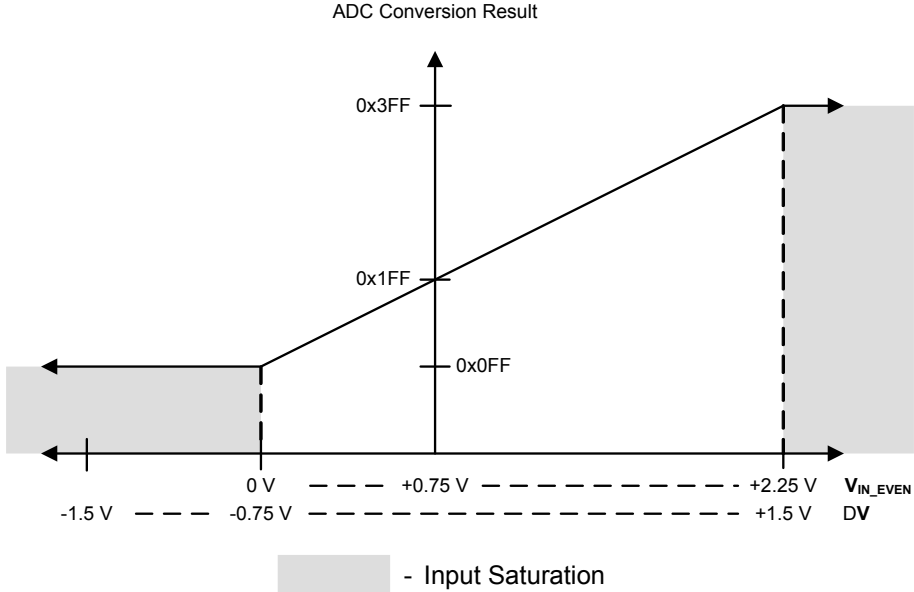 ADC Conversion Result
0x3FF
0x1FF
0x0FF
0 V +0.75 V +2.25 V VIN_EVEN
-1.5 V -0.75 V +1.5 V DV
- Input Saturation